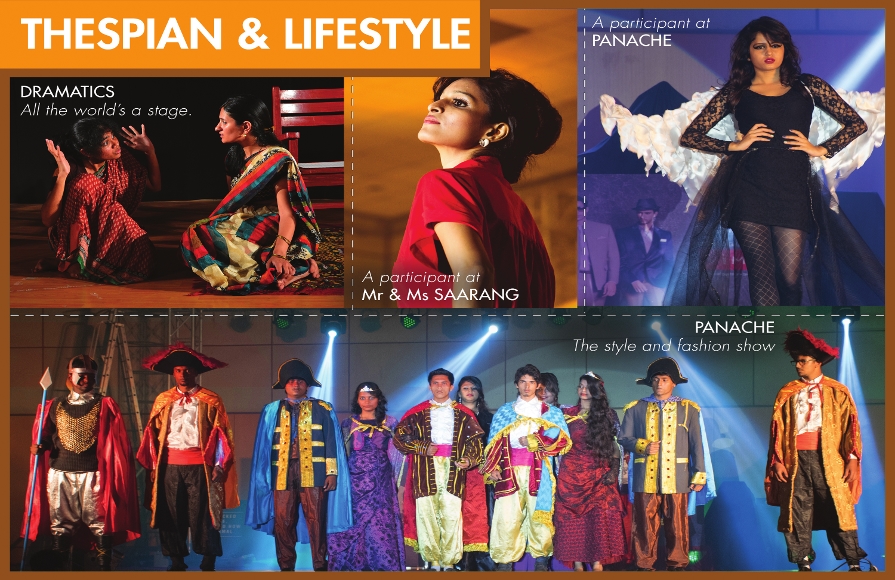 THESPIAN & LIFESTYLE
DRAMATICS
All the world's a stage.
A participant at
Mr & Ms SAARANG
A participant at
PANACHE
PANACHE
The style and fashion show